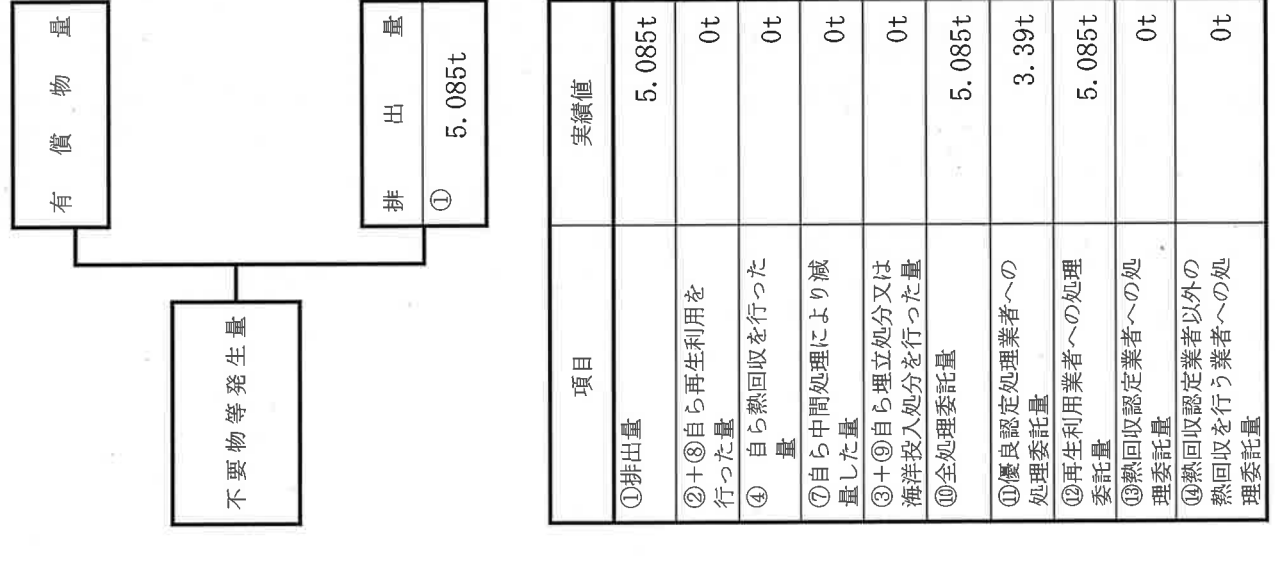 有償物量
不要物等発生量
排出量
①
5.085t
項目
実績値
①排出量
5.085t
②+⑧自ら再生利用を
行った量
0t
④ 自ら熱回収を行った
量
0t
⑦自ら中間処理により減
量した量
0t
③+⑨自ら埋立処分又は
海洋投入処分を行った量
0t
⑩全処理委託量
5.085t
⑪優良認定処理業者への
処理委託量
3.39t
⑫再生利用業者への処理
委託量
5.085t
⑬熱回収認定業者への処
理委託量
0t
⑭熱回収認定業者以外の
熱回収を行う業者への処
理委託量
0t